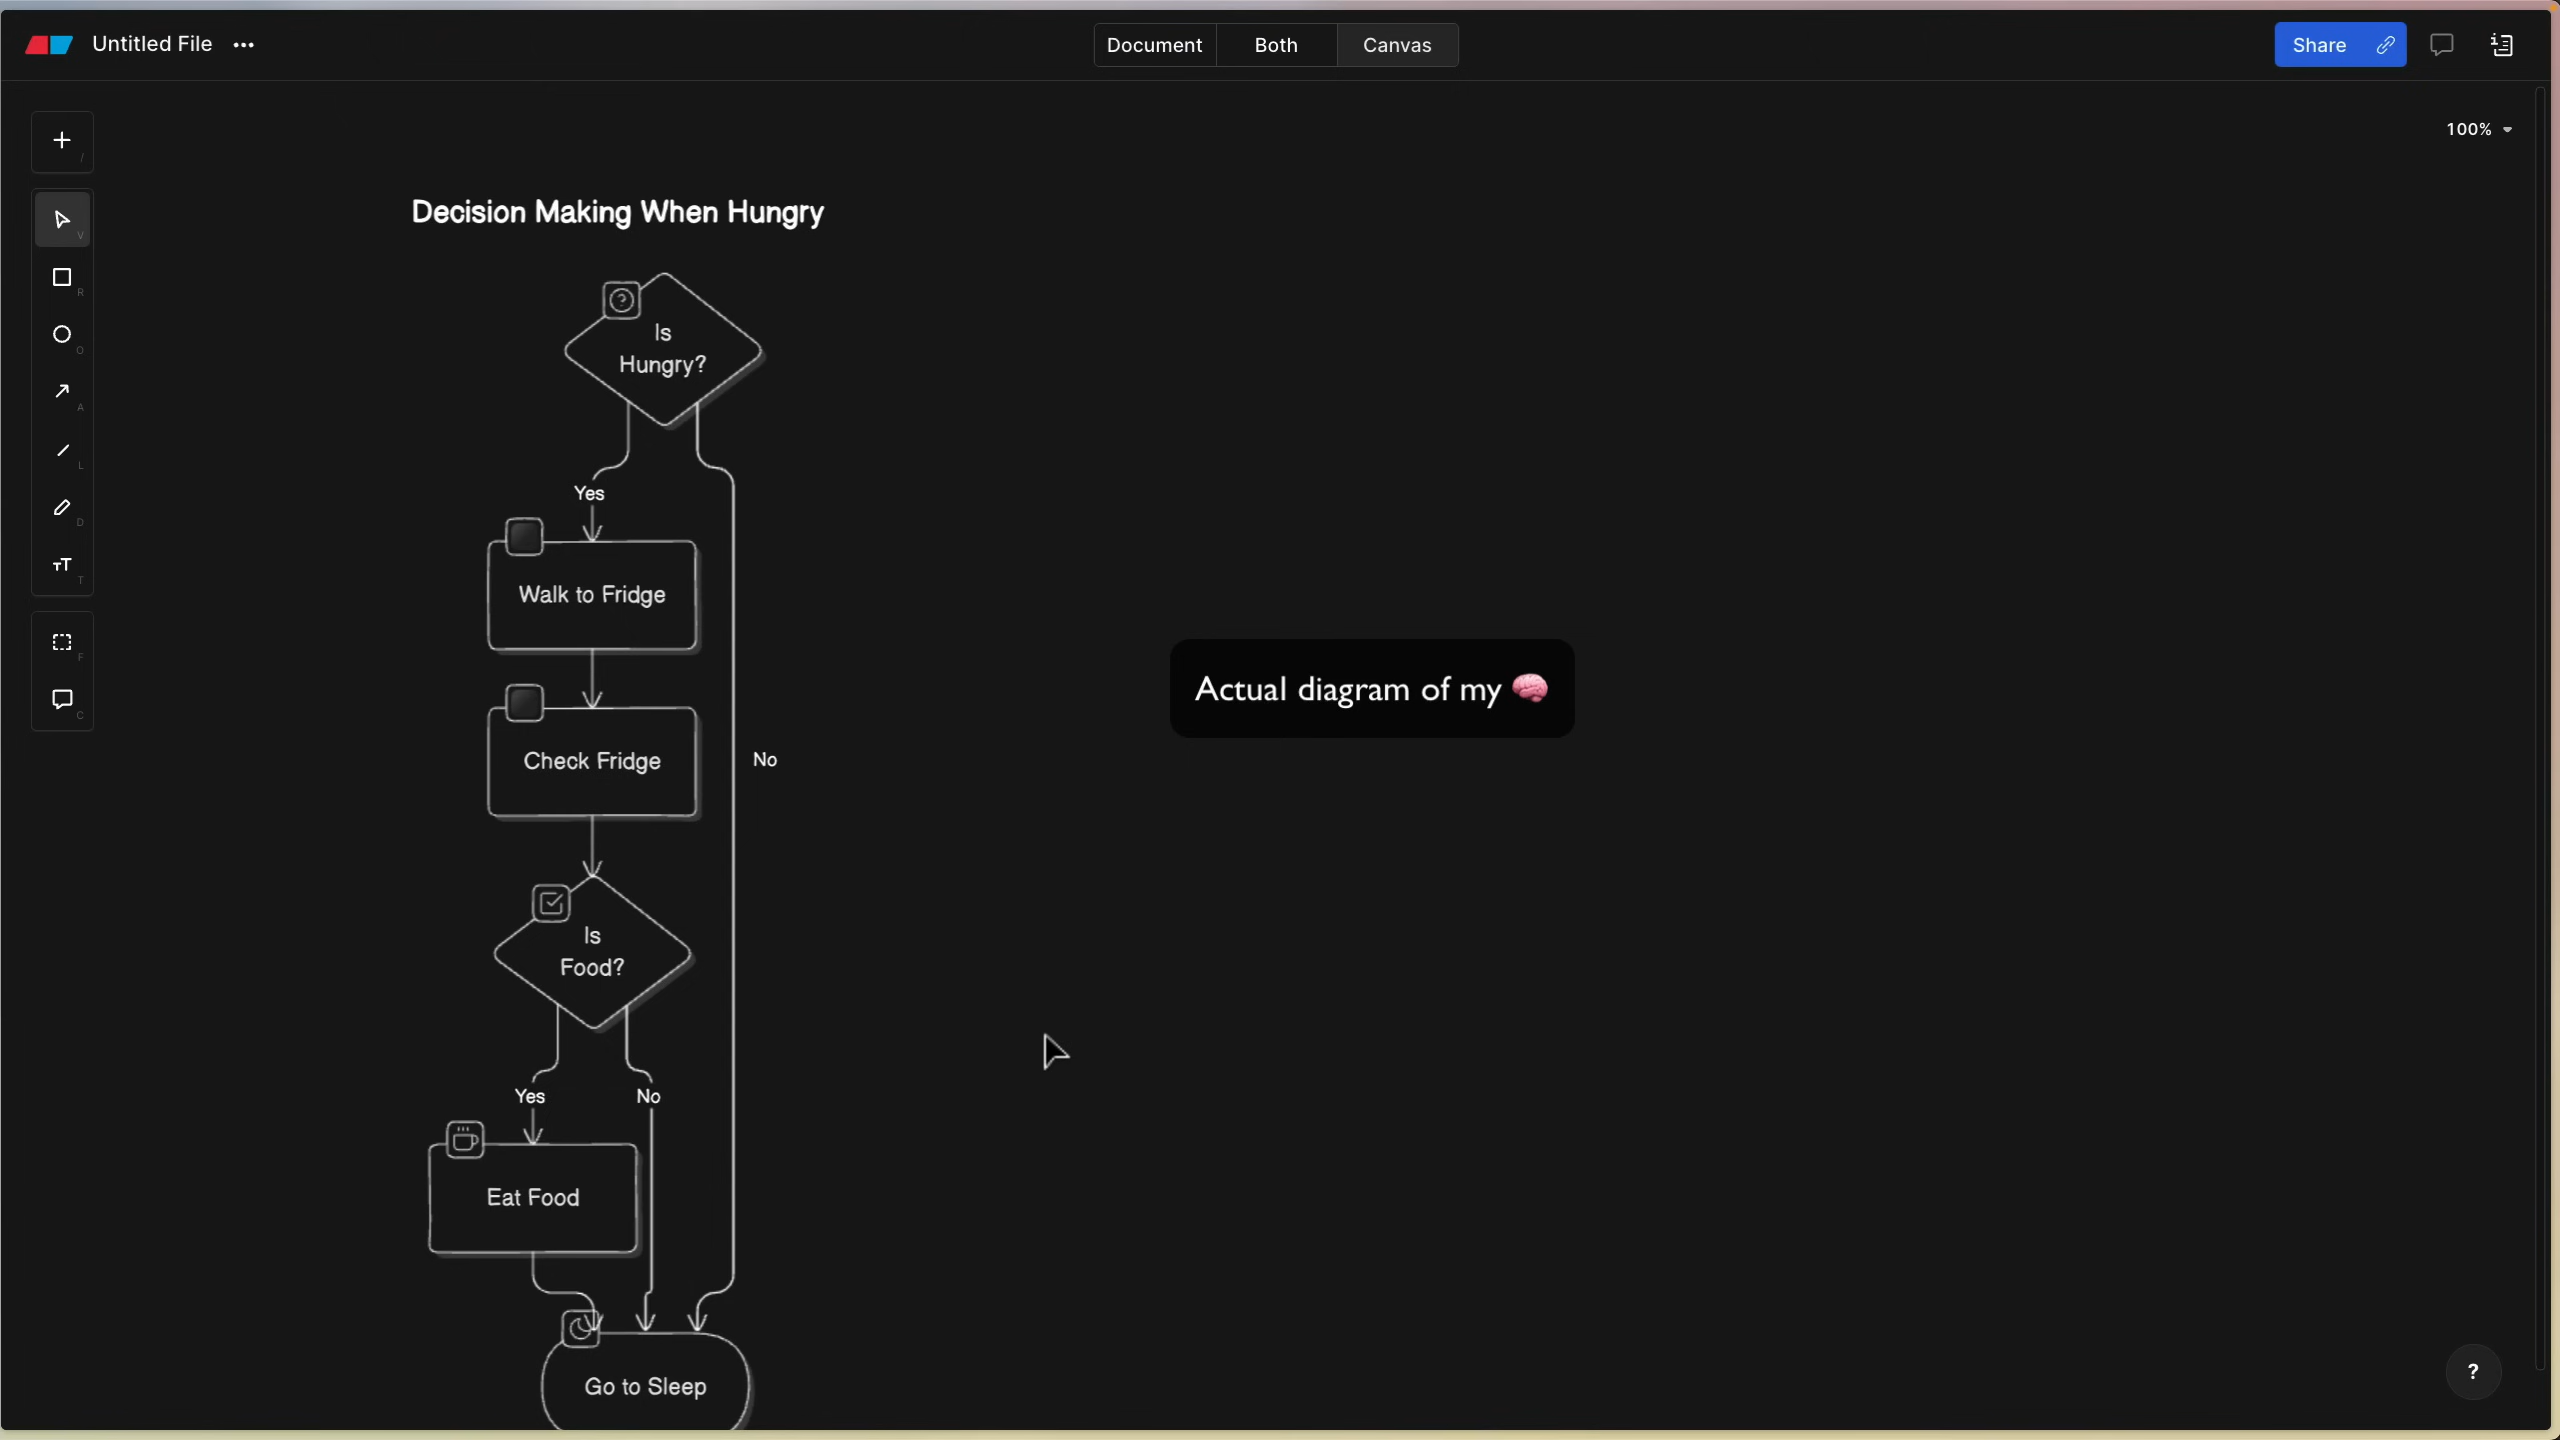 Untitled File
Document
Both
Canvas
Share
100%
/
V
R
O
A
L
D
T
F
C
Decision Making When Hungry
Is
Hungry?
Yes
Walk to Fridge
Check Fridge
No
Actual diagram of my 🧠
Is
Food?
Yes
No
Eat Food
Go to Sleep
?